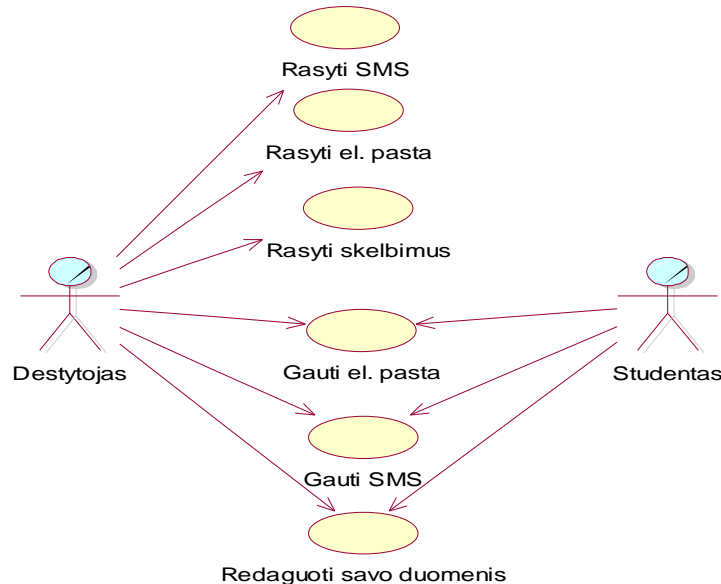 Rasyti SMS
Rasyti el. pasta
Rasyti skelbimus
Destytojas
Gauti el. pasta
Studentas
Gauti SMS
Redaguoti savo duomenis